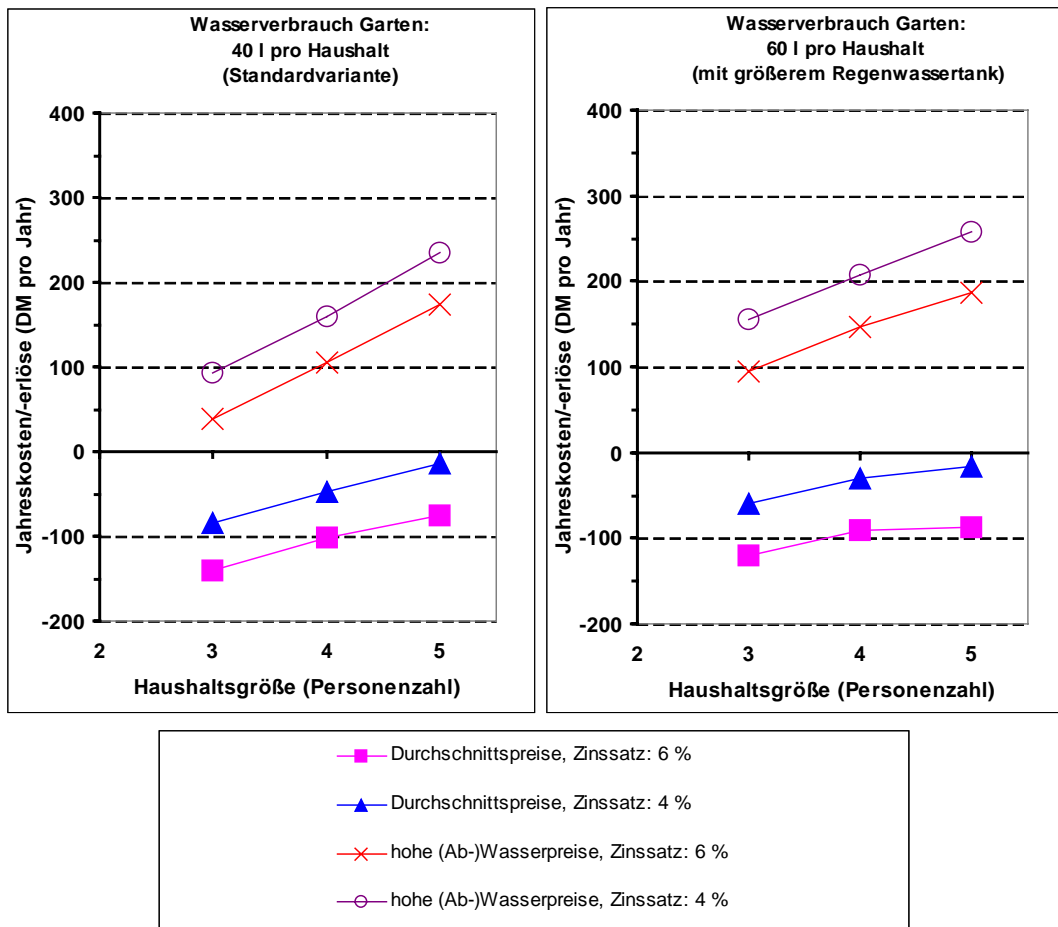 Wasserverbrauch Garten:
40 l pro Haushalt
(Standardvariante)
400
300
200
100
0
-100
-200
2 3 4 5
Jahreskosten/-erlöse (DM pro Jahr)
Haushaltsgröße (Personenzahl)
Wasserverbrauch Garten:
60 l pro Haushalt
(mit größerem Regenwassertank)
400
300
200
100
0
-100
-200
2 3 4 5
Jahreskosten/-erlöse (DM pro Jahr)
Haushaltsgröße (Personenzahl)
Durchschnittspreise, Zinssatz: 6 %
Durchschnittspreise, Zinssatz: 4 %
hohe (Ab-)Wasserpreise, Zinssatz: 6 %
hohe (Ab-)Wasserpreise, Zinssatz: 4 %